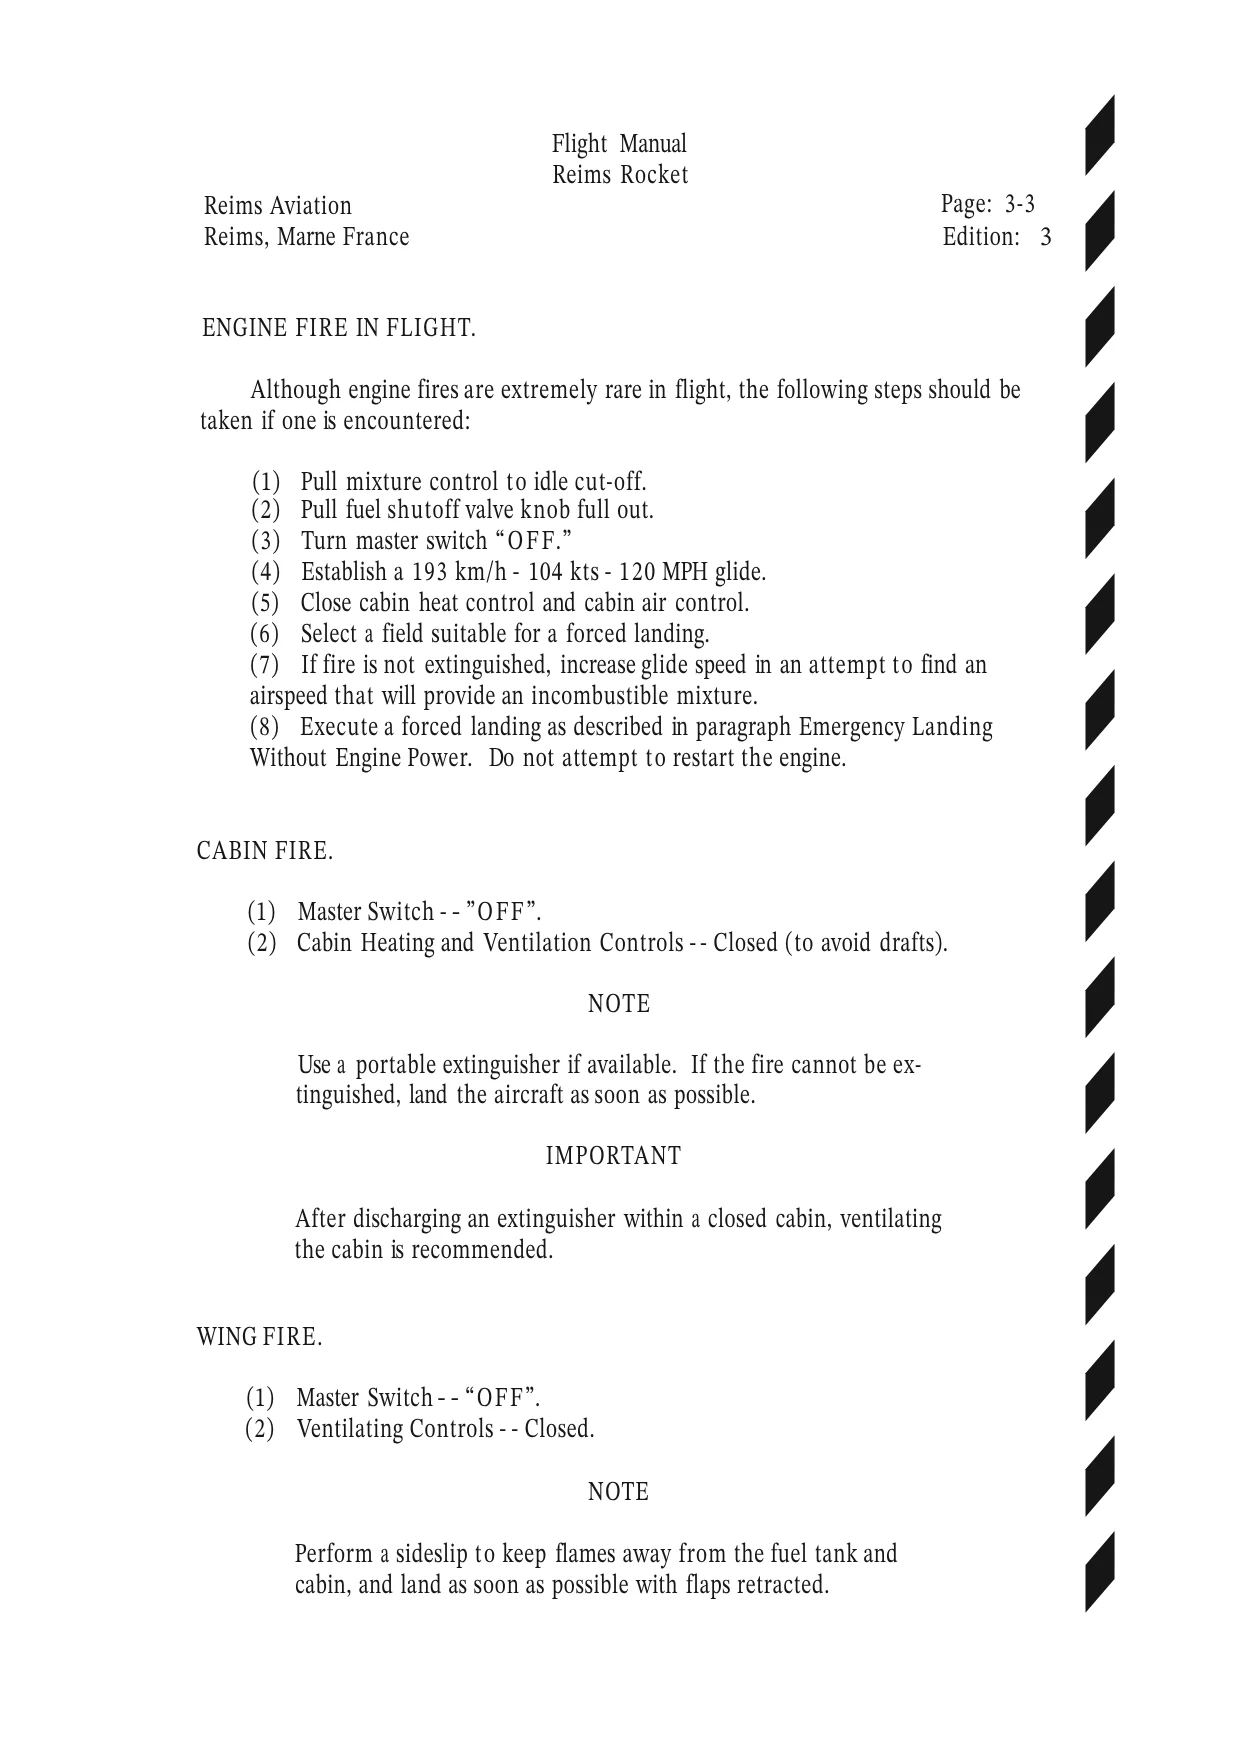 Flight Manual
Reims Rocket
Reims Aviation
Page: 3-3
Reims, Marne France
Edition: 3
ENGINE FIRE IN FLIGHT.
Although engine fires are extremely rare in flight, the following steps should be
taken if one is encountered:
(1) Pull mixture control to idle cut-off.
(2) Pull fuel shutoff valve knob full out.
(3) Turn master switch “OFF.”
(4) Establish a 193 km/h - 104 kts - 120 MPH glide.
(5) Close cabin heat control and cabin air control.
(6) Select a field suitable for a forced landing.
(7) If fire is not extinguished, increase glide speed in an attempt to find an
airspeed that will provide an incombustible mixture.
(8) Execute a forced landing as described in paragraph Emergency Landing
Without Engine Power. Do not attempt to restart the engine.
CABIN FIRE.
(1) Master Switch - - ”OFF”.
(2) Cabin Heating and Ventilation Controls - - Closed (to avoid drafts).
NOTE
Use a portable extinguisher if available. If the fire cannot be ex-
tinguished, land the aircraft as soon as possible.
IMPORTANT
After discharging an extinguisher within a closed cabin, ventilating
the cabin is recommended.
WING FIRE.
(1) Master Switch - - “OFF”.
(2) Ventilating Controls - - Closed.
NOTE
Perform a sideslip to keep flames away from the fuel tank and
cabin, and land as soon as possible with flaps retracted.